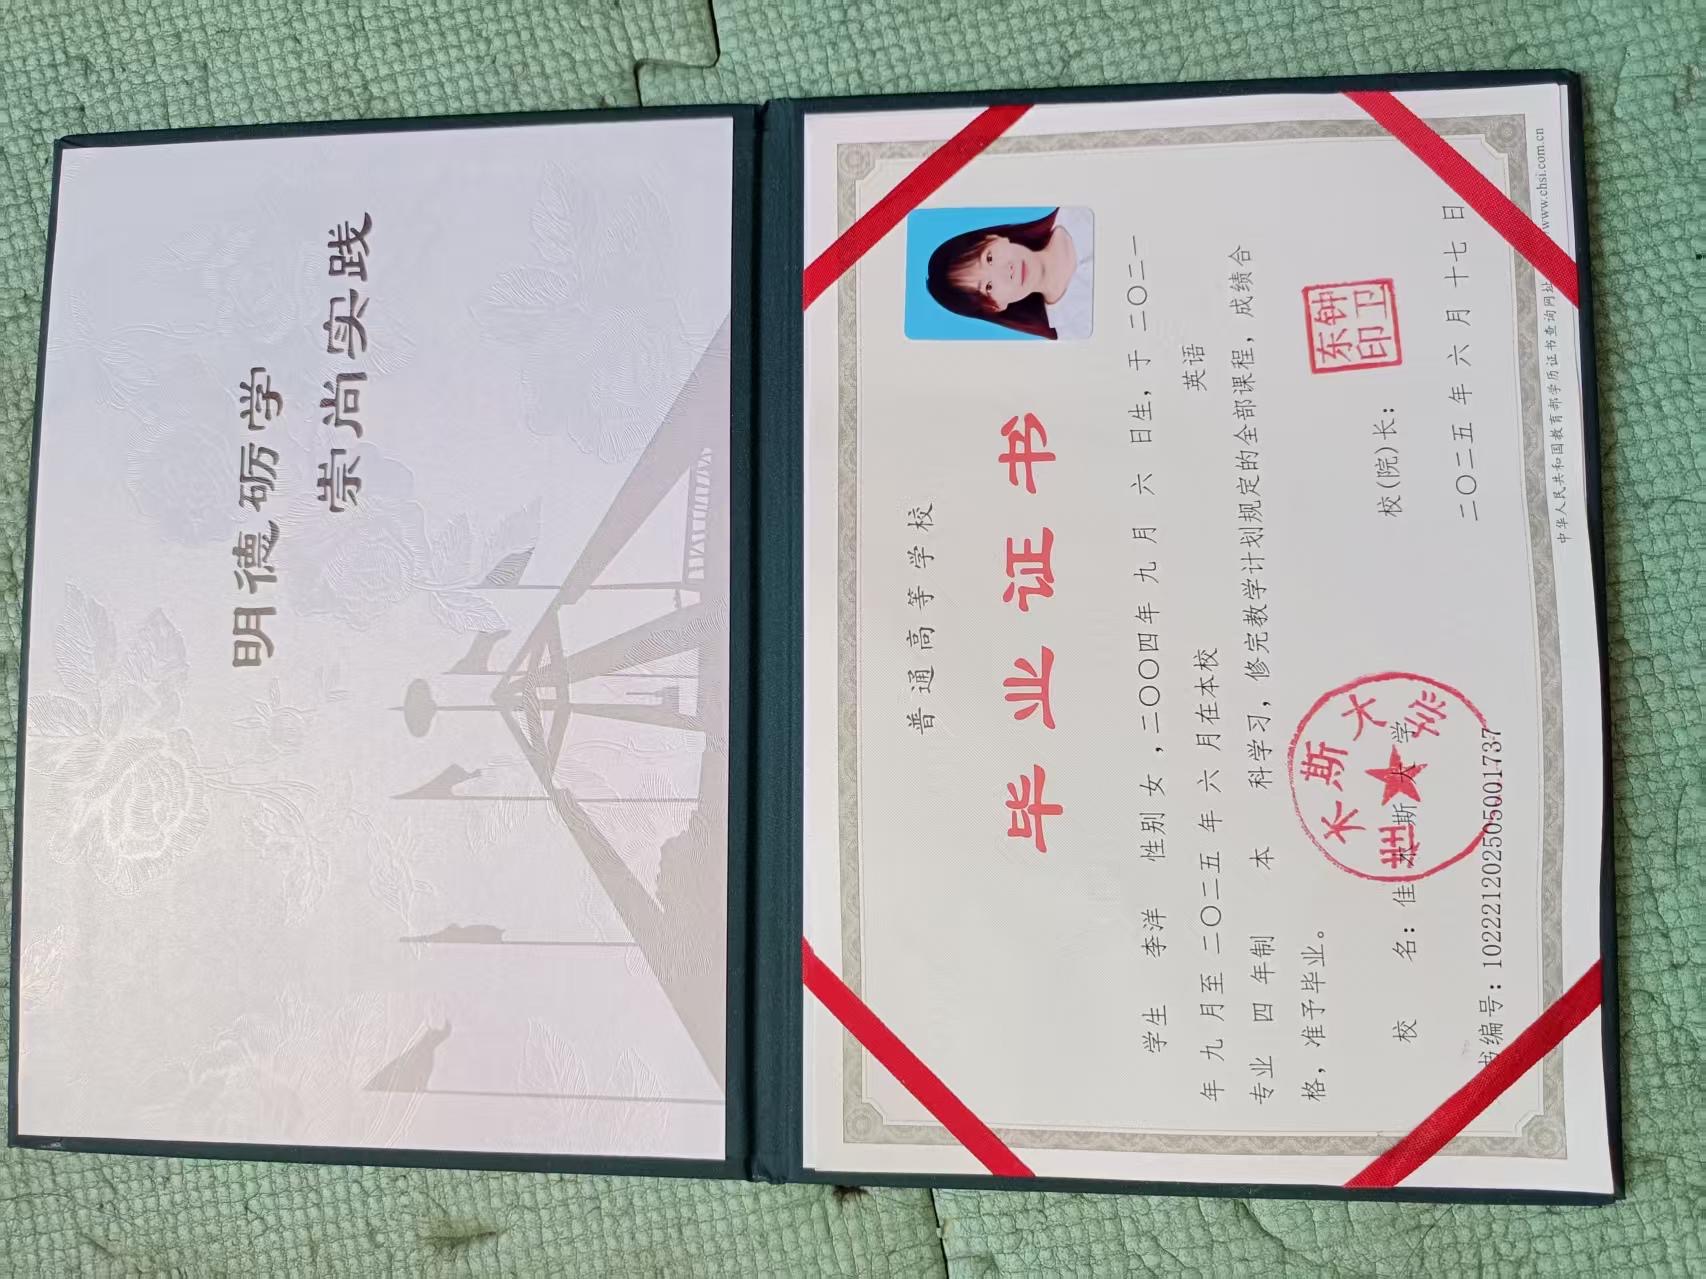 明德砺学
崇尚实践
普通高等学校
毕业证书
学生 李洋 性别 女 , 二〇〇四年 九 月 六 日生, 于 二〇二一
年 九 月至 二〇二五 年 六 月在本校 英语
专业 四 年制 本 科学习, 修完教学计划规定的全部课程, 成绩合
格, 准予毕业。
校 名: 佳木斯大学
木斯大
校(院)长:
东钟
印卫
书编号: 102221202505001737
二〇二五 年 六 月 十七 日
中华人民共和国教育部学历证书查询网址
www.chsi.com.cn